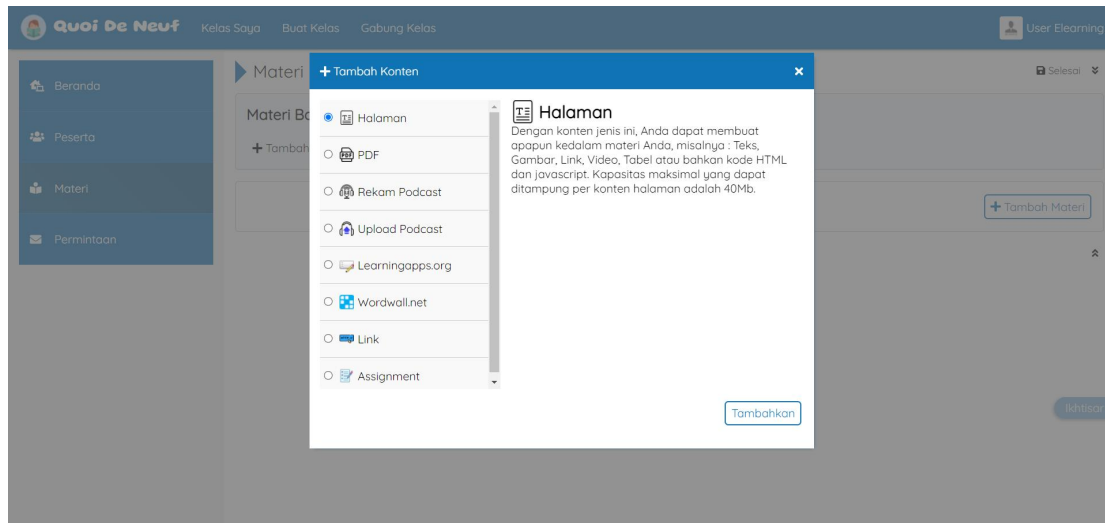 Quoi De Neuf
Kelas Saya
Buat Kelas
Gabung Kelas
User Elearning
Beranda
Peserta
Materi
Permintaan
Materi
Selesai
Materi Ba
+ Tambah
+ Tambah Materi
Ikhtisar
+ Tambah Konten
Halaman
PDF
Rekam Podcast
Upload Podcast
Learningapps.org
Wordwall.net
Link
Assignment
Halaman
Dengan konten jenis ini, Anda dapat membuat
apapun kedalam materi Anda, misalnya : Teks,
Gambar, Link, Video, Tabel atau bahkan kode HTML
dan javascript. Kapasitas maksimal yang dapat
ditampung per konten halaman adalah 40Mb.
Tambahkan